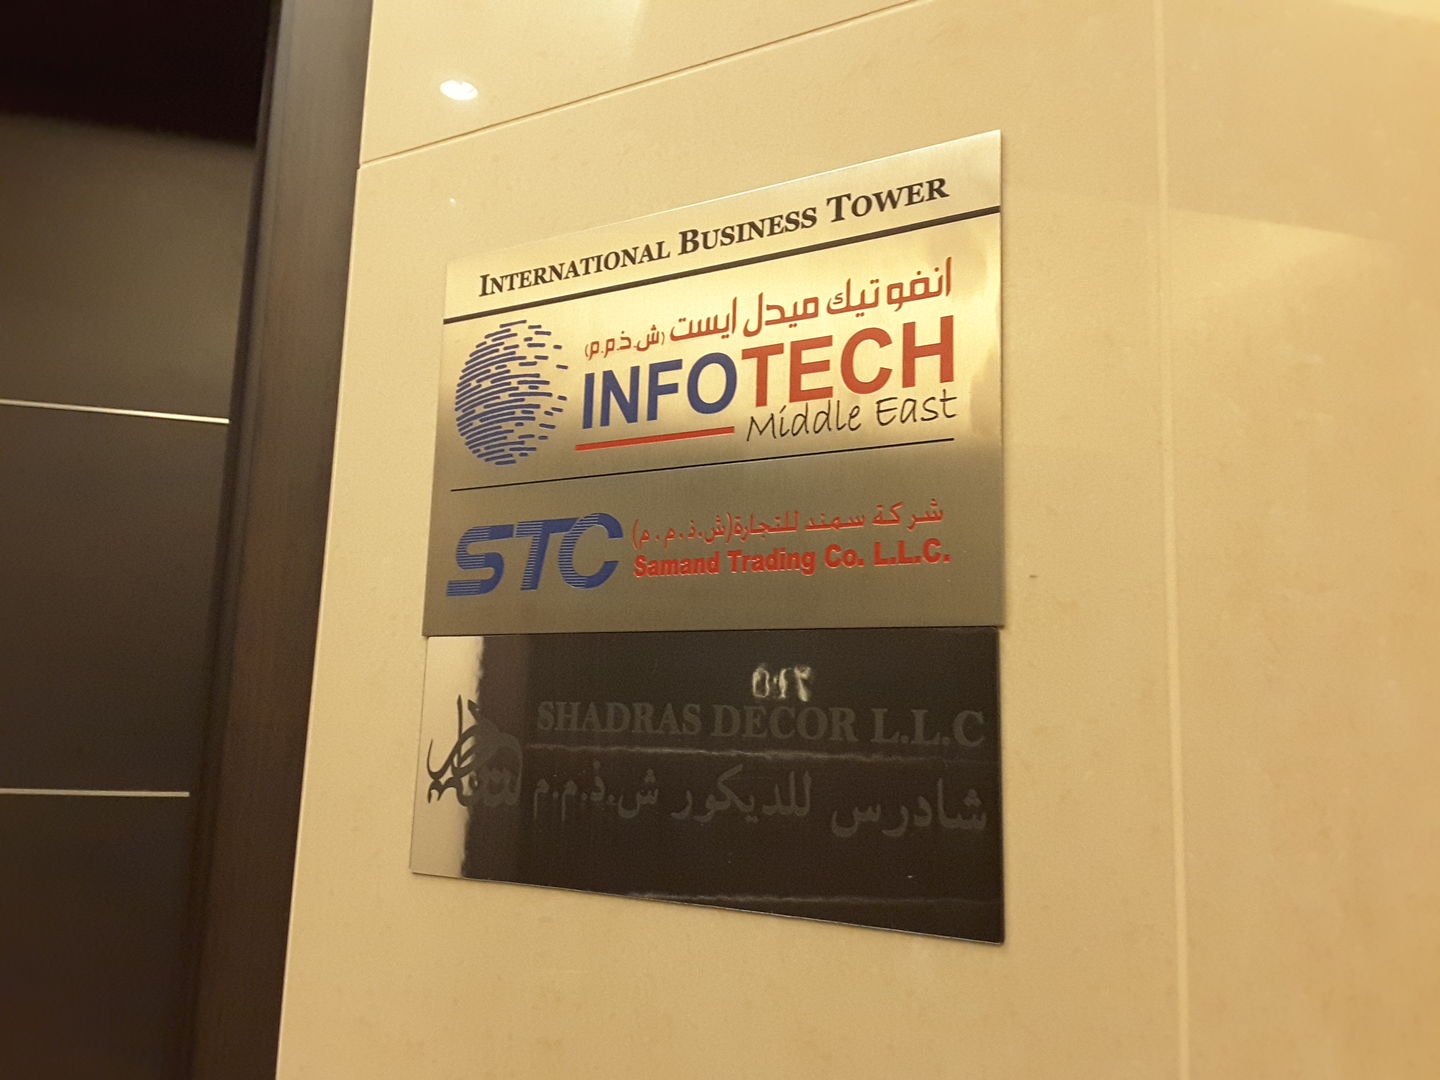 INTERNATIONAL BUSINESS TOWER
انفوتيك ميدل ايست (ش.ذ.م.م)
INFOTECH
Middle East
STC
شركة سمند للتجارة(ش.ذ.م.م)
Samand Trading Co. L.L.C.
SHADRAS DECOR L.L.C
شادرس للديكور ش.ذ.م.م